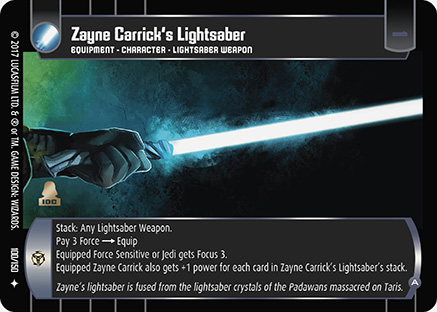 Zayne Carrick's Lightsaber
EQUIPMENT - CHARACTER - LIGHTSABER WEAPON
© 2017 LUCASFILM LTD. & ® OR TM. GAME DESIGN: WIZARDS.
100/150
IDC
Stack: Any Lightsaber Weapon.
Pay 3 Force → Equip
Equipped Force Sensitive or Jedi gets Focus 3.
Equipped Zayne Carrick also gets +1 power for each card in Zayne Carrick's Lightsaber's stack.
Zayne's lightsaber is fused from the lightsaber crystals of the Padawans massacred on Taris.
A